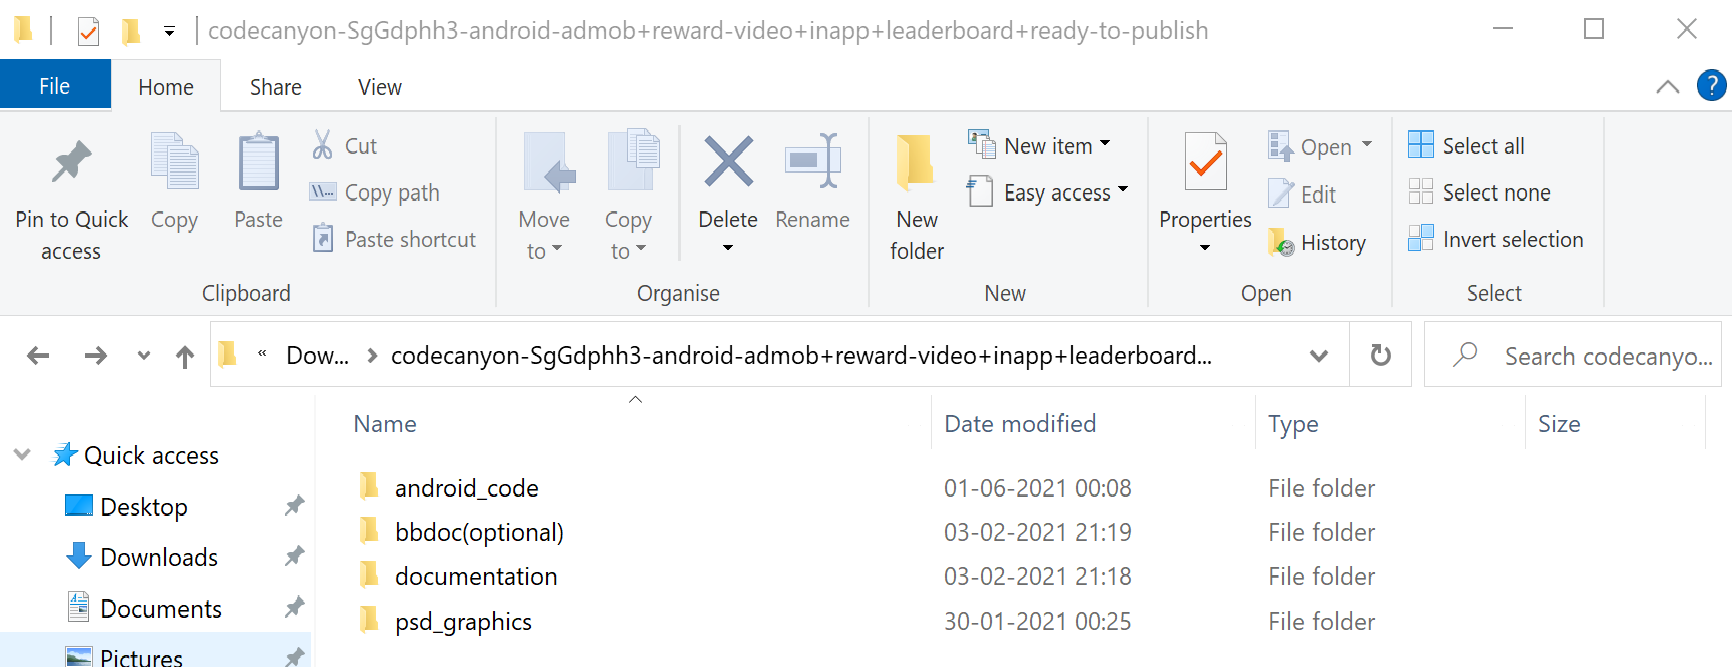 codecanyon-SgGdphh3-android-admob+reward-video+inapp+leaderboard+ready-to-publish
File Home Share View ?
Pin to Quick access
Copy
Paste
Cut
Copy path
Paste shortcut
Clipboard
Move to
Copy to
Delete
Rename
Organise
New folder
New item
Easy access
New
Properties
Open
Edit
History
Open
Select all
Select none
Invert selection
Select
« Dow... > codecanyon-SgGdphh3-android-admob+reward-video+inapp+leaderboard...
Search codecanyo...
Quick access
Desktop
Downloads
Documents
Pictures
Name Date modified Type Size
android_code 01-06-2021 00:08 File folder
bbdoc(optional) 03-02-2021 21:19 File folder
documentation 03-02-2021 21:18 File folder
psd_graphics 30-01-2021 00:25 File folder